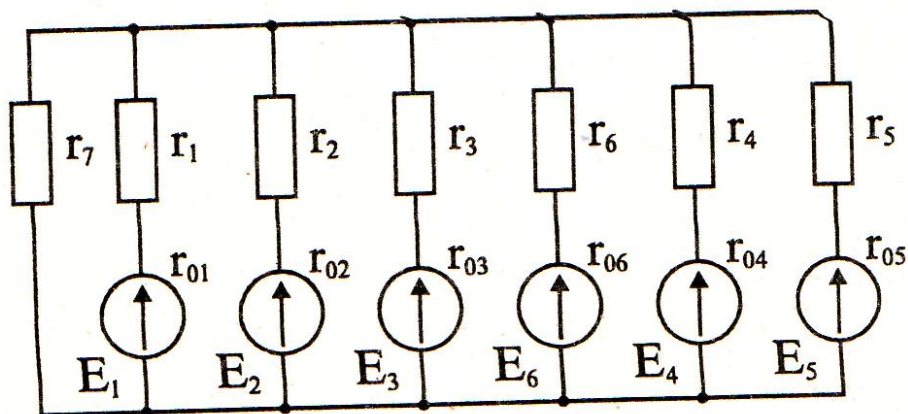 r₇ r₁ r₂ r₃ r₆ r₄ r₅
r₀₁ r₀₂ r₀₃ r₀₆ r₀₄ r₀₅
E₁ E₂ E₃ E₆ E₄ E₅